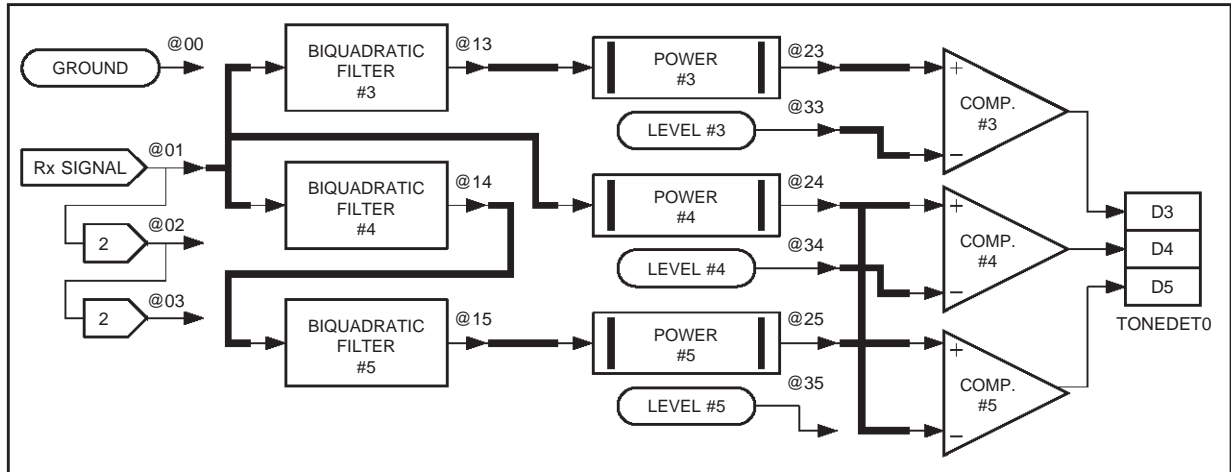 GROUND
@00
BIQUADRATIC
FILTER
#3
@13
POWER
#3
@23
+
−
COMP.
#3
LEVEL #3
@33
Rx SIGNAL
@01
BIQUADRATIC
FILTER
#4
@14
POWER
#4
@24
+
−
COMP.
#4
LEVEL #4
@34
2
@02
2
@03
BIQUADRATIC
FILTER
#5
@15
POWER
#5
@25
+
−
COMP.
#5
LEVEL #5
@35
D3
D4
D5
TONEDET0